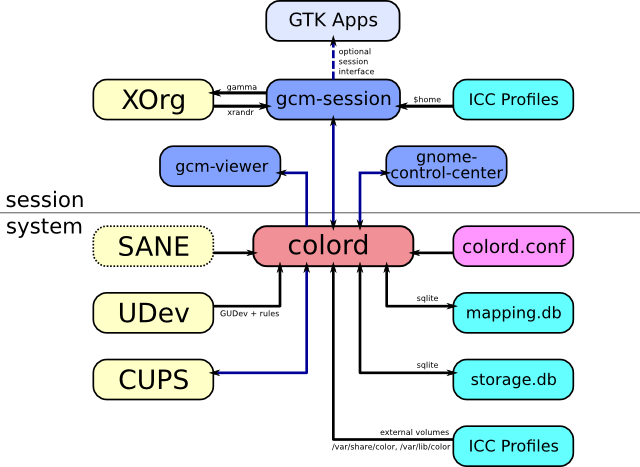 GTK Apps
optional
session
interface
XOrg
gamma
xrandr
gcm-session
$home
ICC Profiles
gcm-viewer
gnome-
control-center
session
system
SANE
colord
colord.conf
UDev
GUDev + rules
sqlite
mapping.db
CUPS
sqlite
storage.db
external volumes
/var/share/color, /var/lib/color
ICC Profiles